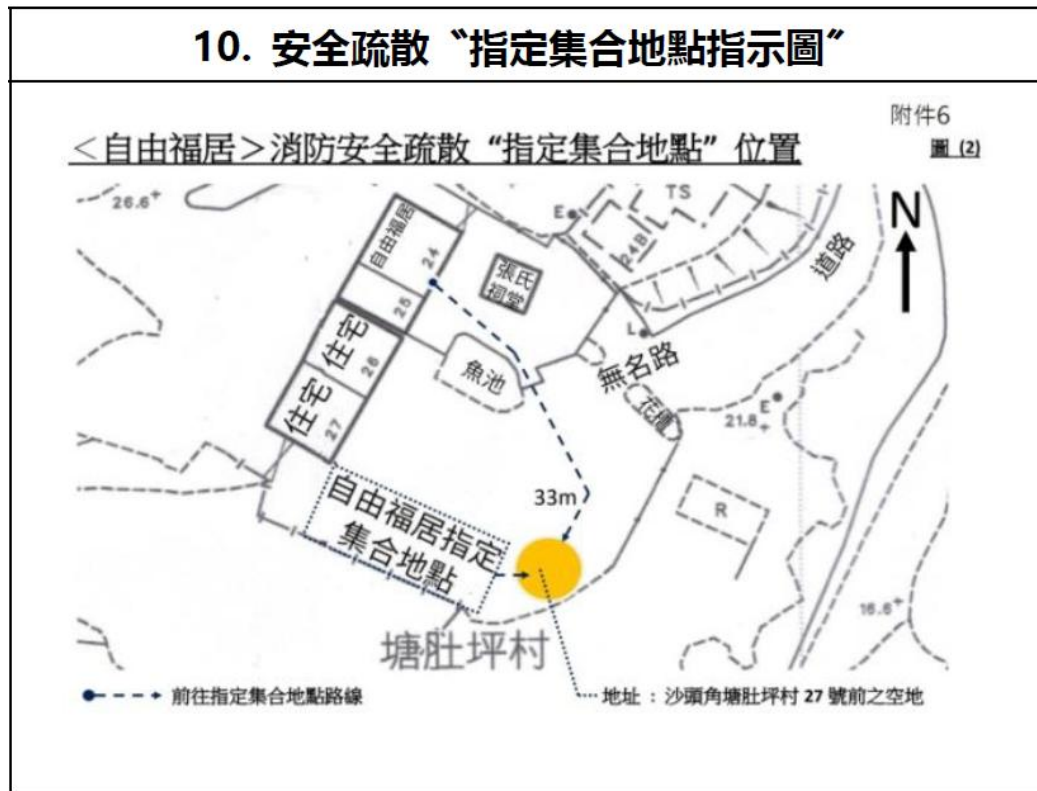 10. 安全疏散〝指定集合地點指示圖〞
附件6
＜自由福居＞消防安全疏散 “指定集合地點” 位置
圖 (2)
26.6+
自由福居
24
25
住宅
26
住宅
27
張氏
祠堂
魚池
E
24B
TS
L
無名路
花圃
道路
N
E
21.8+
R
16.6+
33m
自由福居指定
集合地點
塘肚坪村
前往指定集合地點路線
地址 : 沙頭角塘肚坪村 27 號前之空地